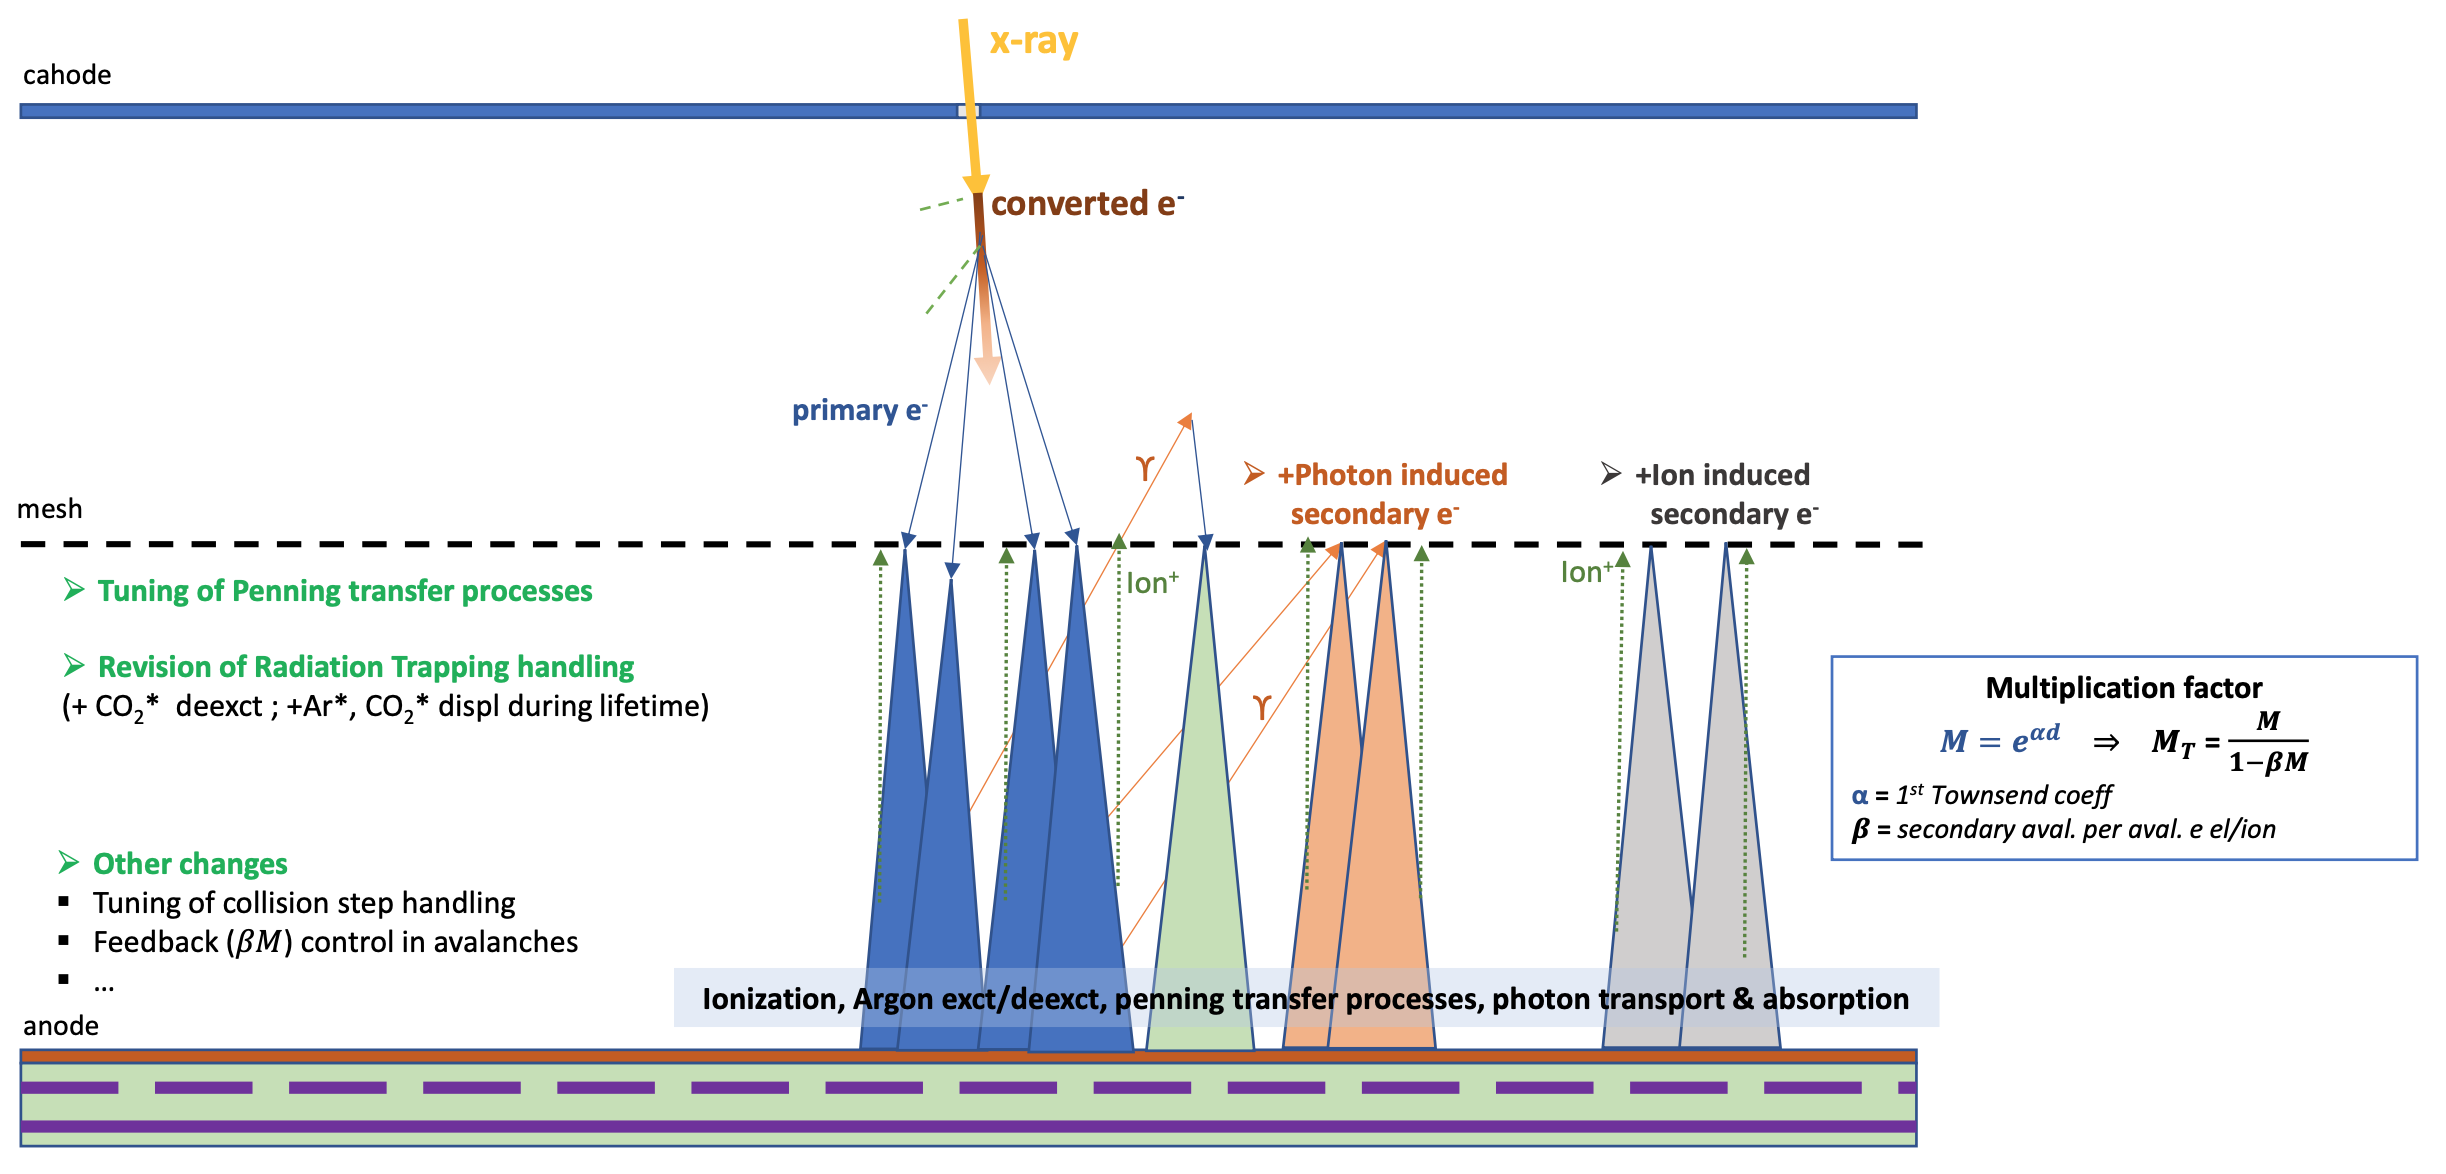 x-ray
cahode
converted e-
primary e-
ϒ
➢ +Photon induced
secondary e-
➢ +Ion induced
secondary e-
mesh
Ion+
Ion+
➢ Tuning of Penning transfer processes
➢ Revision of Radiation Trapping handling
(+ CO2* deexct ; +Ar*, CO2* displ during lifetime)
ϒ
Multiplication factor
M = e^αd ⇒ MT = M / 1−βM
α = 1st Townsend coeff
β = secondary aval. per aval. e el/ion
➢ Other changes
▪ Tuning of collision step handling
▪ Feedback (βM) control in avalanches
▪ ...
Ionization, Argon exct/deexct, penning transfer processes, photon transport & absorption
anode